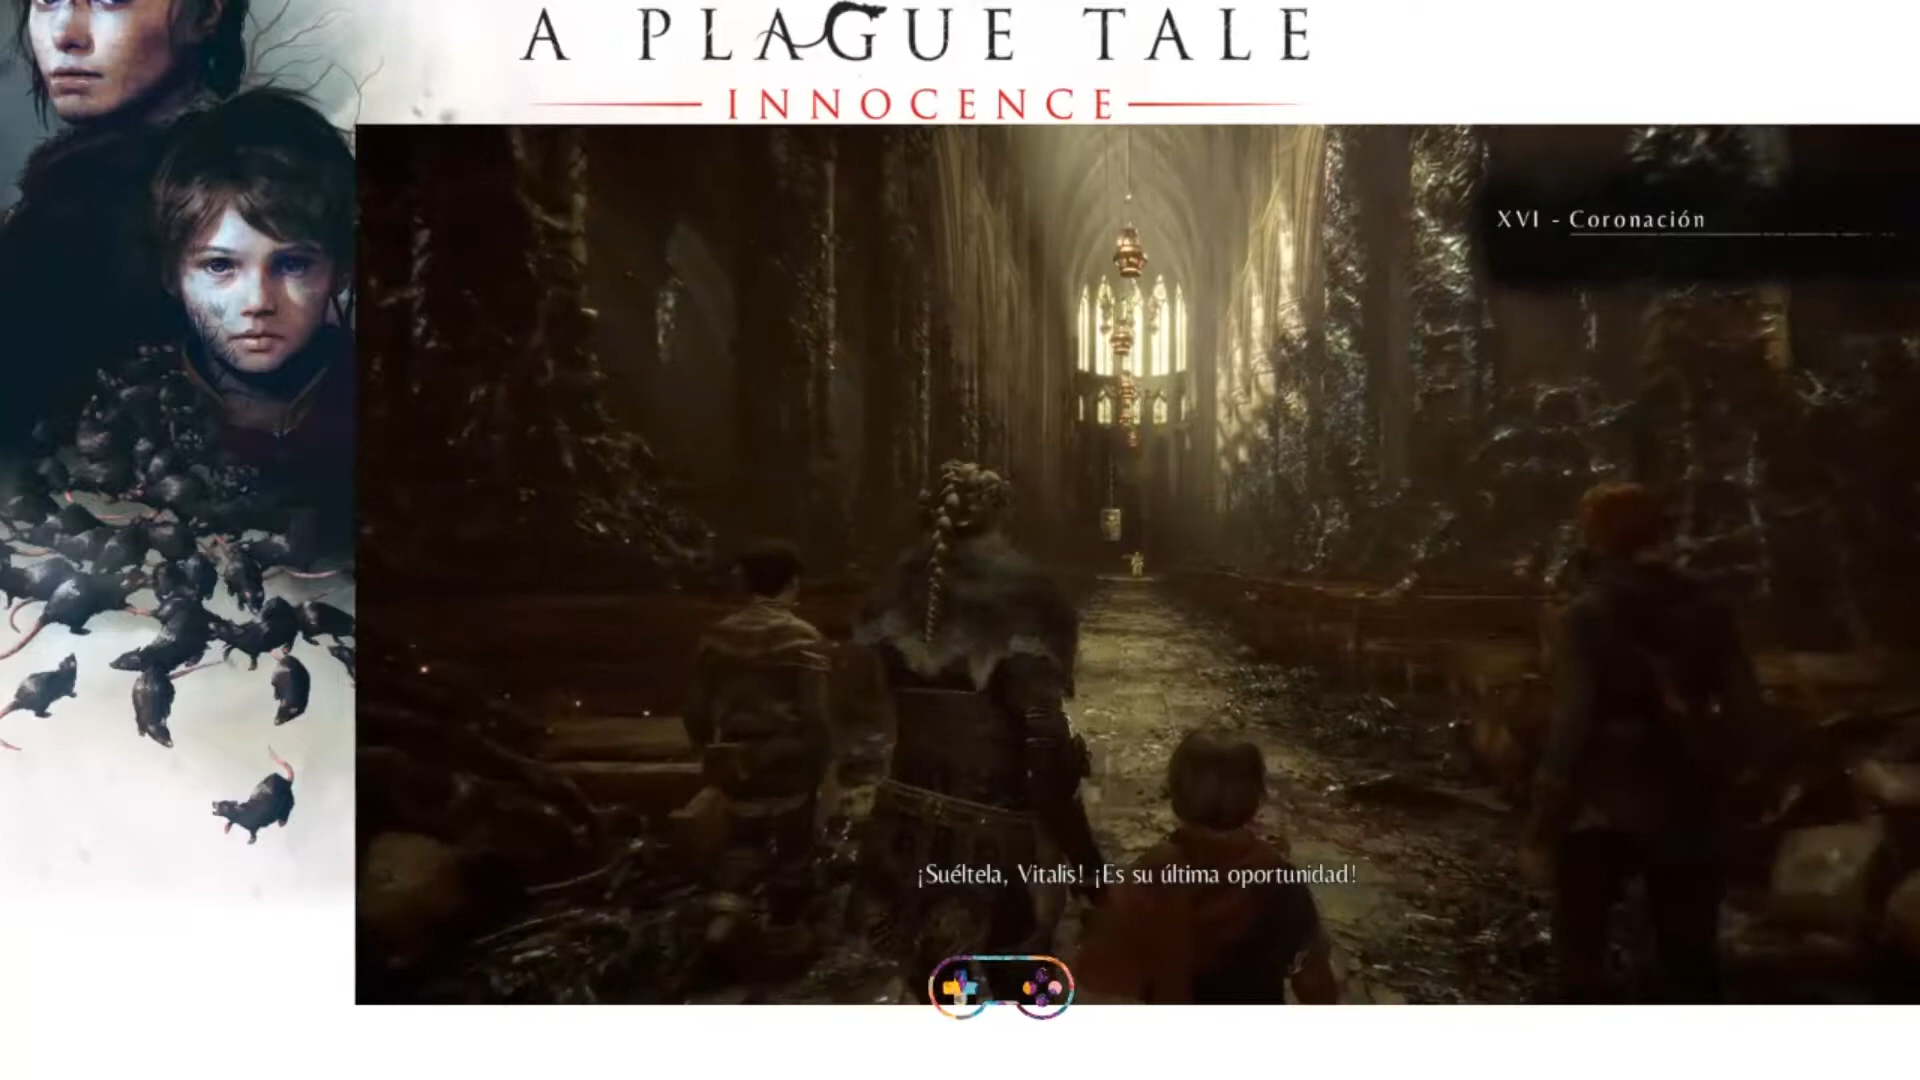 A PLAGUE TALE
INNOCENCE
XVI - Coronación
¡Suéltela, Vitalis! ¡Es su última oportunidad!